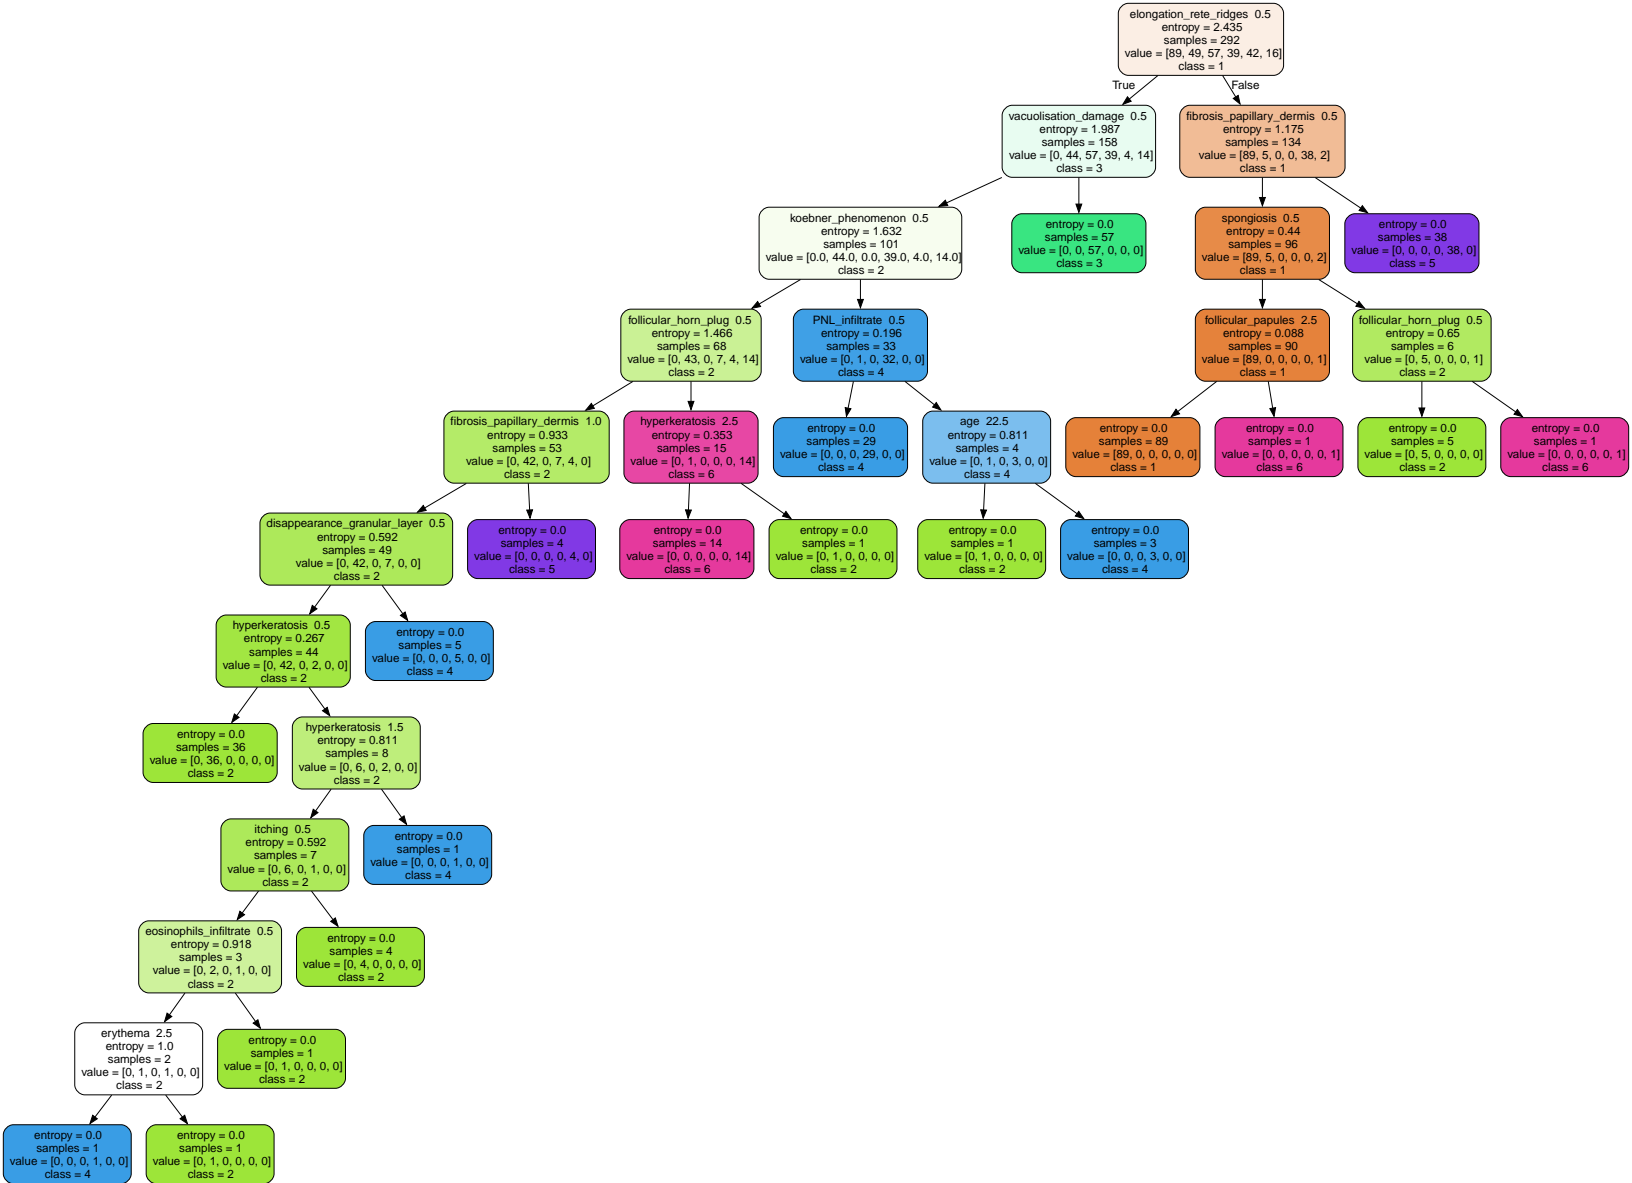 elongation_rete_ridges 0.5
entropy = 2.435
samples = 292
value = [89, 49, 57, 39, 42, 16]
class = 1
True
False
vacuolisation_damage 0.5
entropy = 1.987
samples = 158
value = [0, 44, 57, 39, 4, 14]
class = 3
fibrosis_papillary_dermis 0.5
entropy = 1.175
samples = 134
value = [89, 5, 0, 0, 38, 2]
class = 1
koebner_phenomenon 0.5
entropy = 1.632
samples = 101
value = [0.0, 44.0, 0.0, 39.0, 4.0, 14.0]
class = 2
entropy = 0.0
samples = 57
value = [0, 0, 57, 0, 0, 0]
class = 3
spongiosis 0.5
entropy = 0.44
samples = 96
value = [89, 5, 0, 0, 0, 2]
class = 1
entropy = 0.0
samples = 38
value = [0, 0, 0, 0, 38, 0]
class = 5
follicular_horn_plug 0.5
entropy = 1.466
samples = 68
value = [0, 43, 0, 7, 4, 14]
class = 2
PNL_infiltrate 0.5
entropy = 0.196
samples = 33
value = [0, 1, 0, 32, 0, 0]
class = 4
follicular_papules 2.5
entropy = 0.088
samples = 90
value = [89, 0, 0, 0, 0, 1]
class = 1
follicular_horn_plug 0.5
entropy = 0.65
samples = 6
value = [0, 5, 0, 0, 0, 1]
class = 2
fibrosis_papillary_dermis 1.0
entropy = 0.933
samples = 53
value = [0, 42, 0, 7, 4, 0]
class = 2
hyperkeratosis 2.5
entropy = 0.353
samples = 15
value = [0, 1, 0, 0, 0, 14]
class = 6
entropy = 0.0
samples = 29
value = [0, 0, 0, 29, 0, 0]
class = 4
age 22.5
entropy = 0.811
samples = 4
value = [0, 1, 0, 3, 0, 0]
class = 4
entropy = 0.0
samples = 89
value = [89, 0, 0, 0, 0, 0]
class = 1
entropy = 0.0
samples = 1
value = [0, 0, 0, 0, 0, 1]
class = 6
entropy = 0.0
samples = 5
value = [0, 5, 0, 0, 0, 0]
class = 2
entropy = 0.0
samples = 1
value = [0, 0, 0, 0, 0, 1]
class = 6
disappearance_granular_layer 0.5
entropy = 0.592
samples = 49
value = [0, 42, 0, 7, 0, 0]
class = 2
entropy = 0.0
samples = 4
value = [0, 0, 0, 0, 4, 0]
class = 5
entropy = 0.0
samples = 14
value = [0, 0, 0, 0, 0, 14]
class = 6
entropy = 0.0
samples = 1
value = [0, 1, 0, 0, 0, 0]
class = 2
entropy = 0.0
samples = 1
value = [0, 1, 0, 0, 0, 0]
class = 2
entropy = 0.0
samples = 3
value = [0, 0, 0, 3, 0, 0]
class = 4
hyperkeratosis 0.5
entropy = 0.267
samples = 44
value = [0, 42, 0, 2, 0, 0]
class = 2
entropy = 0.0
samples = 5
value = [0, 0, 0, 5, 0, 0]
class = 4
entropy = 0.0
samples = 36
value = [0, 36, 0, 0, 0, 0]
class = 2
hyperkeratosis 1.5
entropy = 0.811
samples = 8
value = [0, 6, 0, 2, 0, 0]
class = 2
itching 0.5
entropy = 0.592
samples = 7
value = [0, 6, 0, 1, 0, 0]
class = 2
entropy = 0.0
samples = 1
value = [0, 0, 0, 1, 0, 0]
class = 4
eosinophils_infiltrate 0.5
entropy = 0.918
samples = 3
value = [0, 2, 0, 1, 0, 0]
class = 2
entropy = 0.0
samples = 4
value = [0, 4, 0, 0, 0, 0]
class = 2
erythema 2.5
entropy = 1.0
samples = 2
value = [0, 1, 0, 1, 0, 0]
class = 2
entropy = 0.0
samples = 1
value = [0, 1, 0, 0, 0, 0]
class = 2
entropy = 0.0
samples = 1
value = [0, 0, 0, 1, 0, 0]
class = 4
entropy = 0.0
samples = 1
value = [0, 1, 0, 0, 0, 0]
class = 2